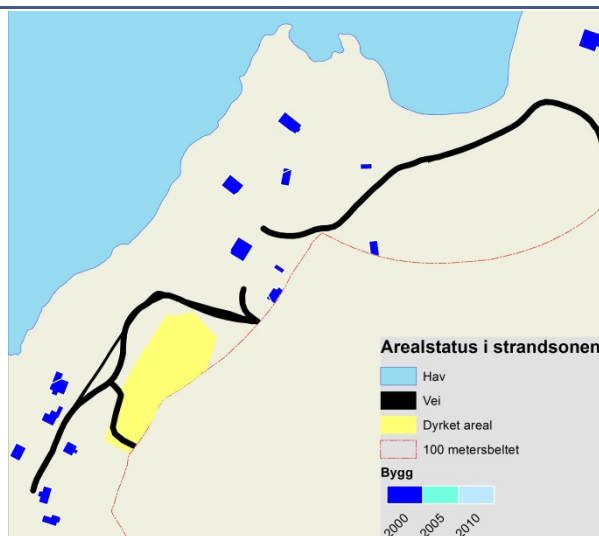 Arealstatus i strandsonen
Hav
Vei
Dyrket areal
100 metersbeltet
Bygg
2000
2005
2010